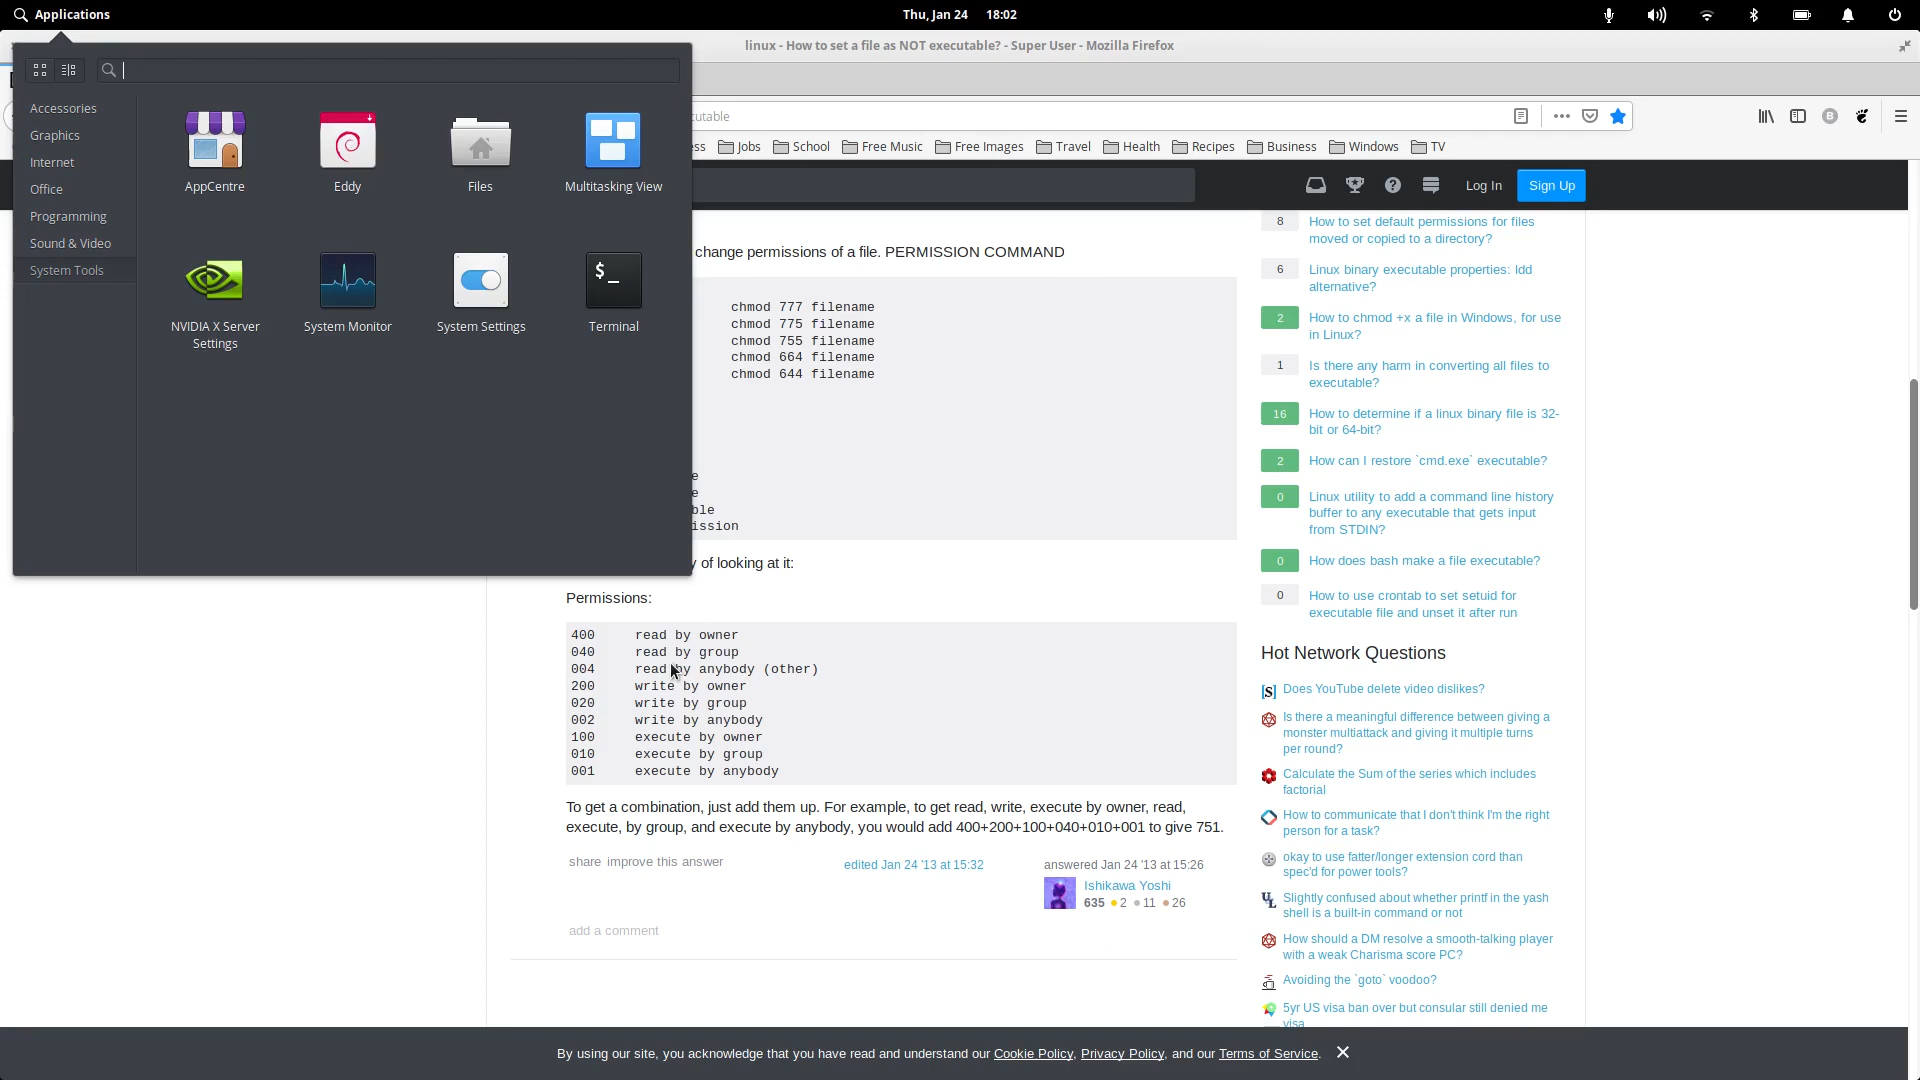 Applications
Thu, Jan 24 18:02
linux - How to set a file as NOT executable? - Super User - Mozilla Firefox
Accessories
Graphics
Internet
Office
Programming
Sound & Video
System Tools
AppCentre
Eddy
Files
Multitasking View
NVIDIA X Server
Settings
System Monitor
System Settings
Terminal
cutable
ss Jobs School Free Music Free Images Travel Health Recipes Business Windows TV
Log In Sign Up
change permissions of a file. PERMISSION COMMAND
chmod 777 filename
chmod 775 filename
chmod 755 filename
chmod 664 filename
chmod 644 filename
e
e
ble
ission
y of looking at it:
Permissions:
400 read by owner
040 read by group
004 read by anybody (other)
200 write by owner
020 write by group
002 write by anybody
100 execute by owner
010 execute by group
001 execute by anybody
To get a combination, just add them up. For example, to get read, write, execute by owner, read,
execute, by group, and execute by anybody, you would add 400+200+100+040+010+001 to give 751.
share improve this answer
edited Jan 24 '13 at 15:32
answered Jan 24 '13 at 15:26
Ishikawa Yoshi
635 2 11 26
add a comment
8 How to set default permissions for files
moved or copied to a directory?
6 Linux binary executable properties: ldd
alternative?
2 How to chmod +x a file in Windows, for use
in Linux?
1 Is there any harm in converting all files to
executable?
16 How to determine if a linux binary file is 32-
bit or 64-bit?
2 How can I restore `cmd.exe` executable?
0 Linux utility to add a command line history
buffer to any executable that gets input
from STDIN?
0 How does bash make a file executable?
0 How to use crontab to set setuid for
executable file and unset it after run
Hot Network Questions
Does YouTube delete video dislikes?
Is there a meaningful difference between giving a
monster multiattack and giving it multiple turns
per round?
Calculate the Sum of the series which includes
factorial
How to communicate that I don't think I'm the right
person for a task?
okay to use fatter/longer extension cord than
spec'd for power tools?
Slightly confused about whether printf in the yash
shell is a built-in command or not
How should a DM resolve a smooth-talking player
with a weak Charisma score PC?
Avoiding the `goto` voodoo?
5yr US visa ban over but consular still denied me
visa
By using our site, you acknowledge that you have read and understand our Cookie Policy, Privacy Policy, and our Terms of Service.